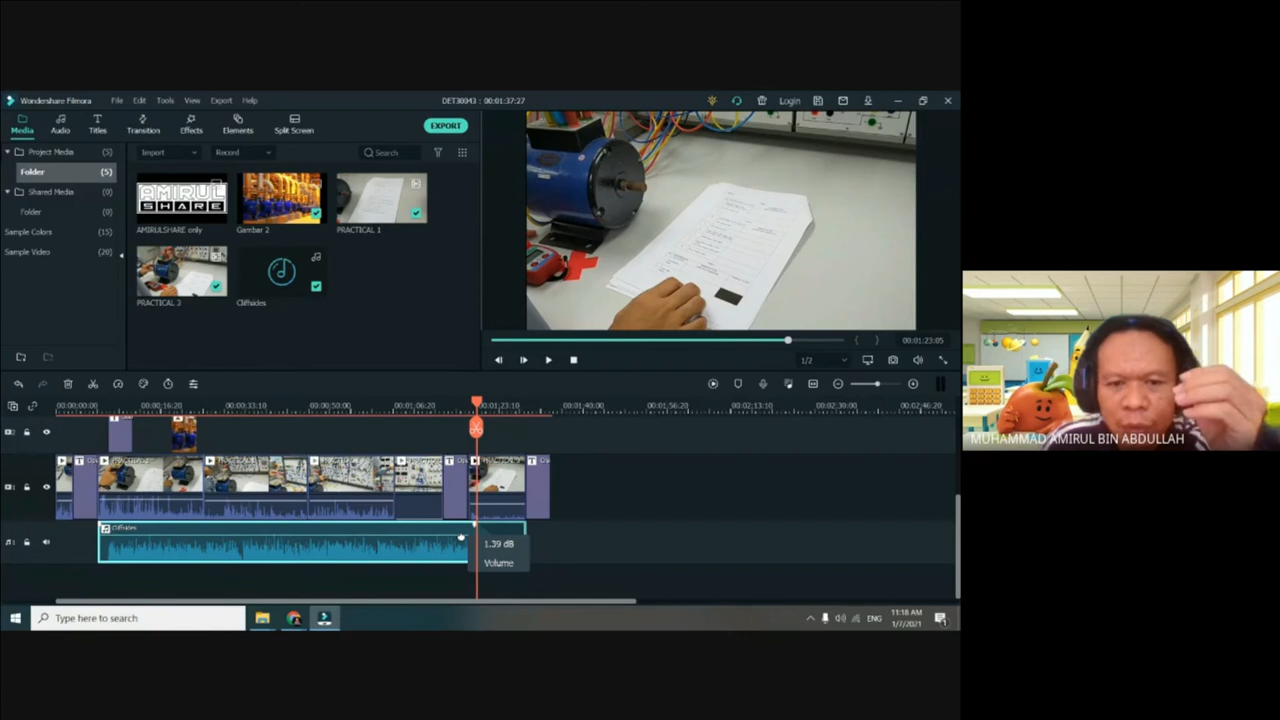 Wondershare Filmora File Edit Tools View Export Help DET30043 : 00:01:37:27 Login
Media Audio Titles Transition Effects Elements Split Screen EXPORT
Project Media (5) Import Record Search
Folder (5)
Shared Media (0)
Folder (0)
Sample Colors (15)
Sample Video (20)
AMIRUL
SHARE
AMIRULSHARE only Gambar 2 PRACTICAL 1
PRACTICAL 3 Cliffsides
00:01:23:05
1/2
00:00:00:00 00:00:16:20 00:00:33:10 00:00:50:00 00:01:06:20 00:01:23:10 00:01:40:00 00:01:56:20 00:02:13:10 00:02:30:00 00:02:46:20
Cliffsides
1.39 dB
Volume
Type here to search ENG 11:18 AM
1/7/2021
MUHAMMAD AMIRUL BIN ABDULLAH